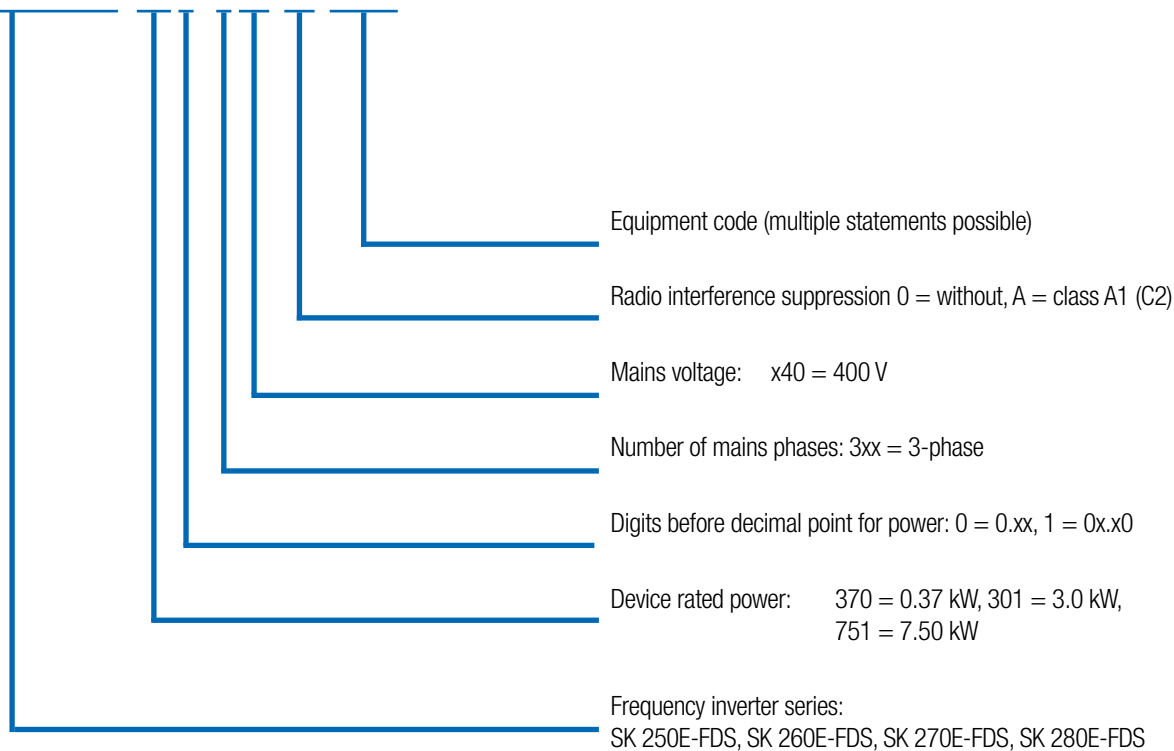 Equipment code (multiple statements possible)
Radio interference suppression 0 = without, A = class A1 (C2)
Mains voltage: x40 = 400 V
Number of mains phases: 3xx = 3-phase
Digits before decimal point for power: 0 = 0.xx, 1 = 0x.x0
Device rated power: 370 = 0.37 kW, 301 = 3.0 kW,
751 = 7.50 kW
Frequency inverter series:
SK 250E-FDS, SK 260E-FDS, SK 270E-FDS, SK 280E-FDS